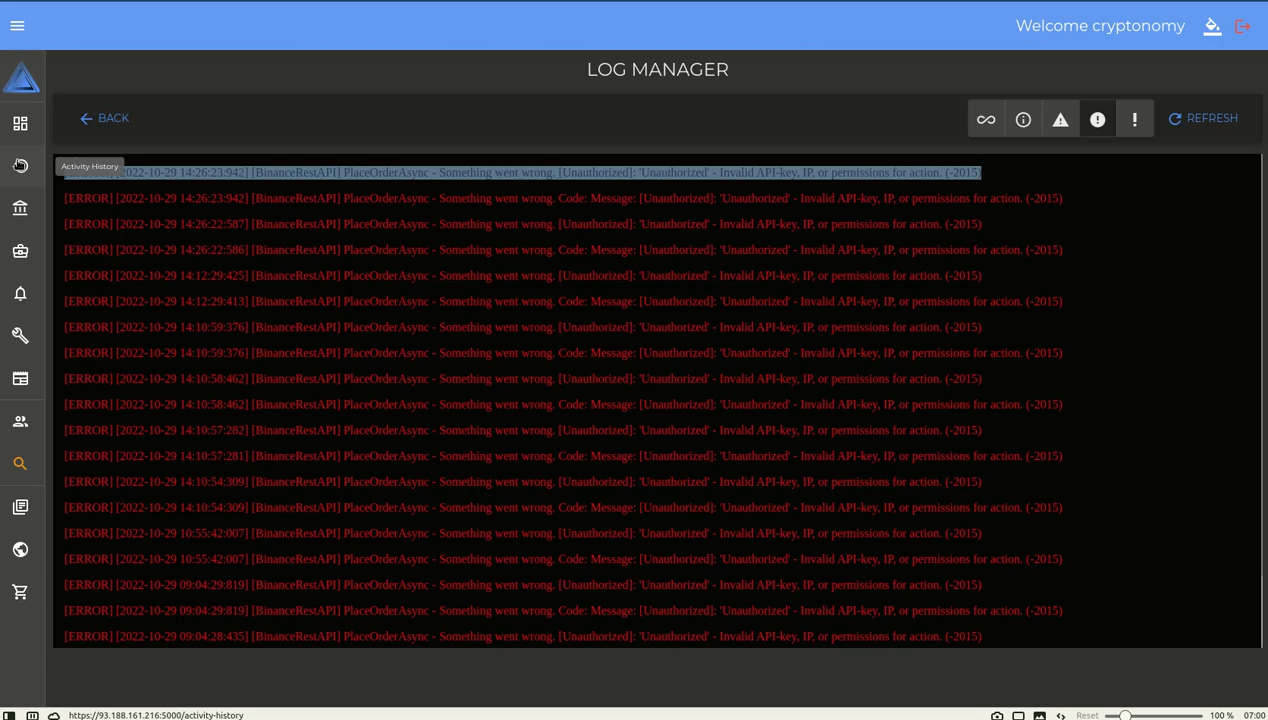 Welcome cryptonomy
LOG MANAGER
BACK
REFRESH
Activity History
2022-10-29 14:26:23:942] [BinanceRestAPI] PlaceOrderAsync - Something went wrong. [Unauthorized]: 'Unauthorized' - Invalid API-key, IP, or permissions for action. (-2015)
[ERROR] [2022-10-29 14:26:23:942] [BinanceRestAPI] PlaceOrderAsync - Something went wrong. Code: Message: [Unauthorized]: 'Unauthorized' - Invalid API-key, IP, or permissions for action. (-2015)
[ERROR] [2022-10-29 14:26:22:587] [BinanceRestAPI] PlaceOrderAsync - Something went wrong. [Unauthorized]: 'Unauthorized' - Invalid API-key, IP, or permissions for action. (-2015)
[ERROR] [2022-10-29 14:26:22:586] [BinanceRestAPI] PlaceOrderAsync - Something went wrong. Code: Message: [Unauthorized]: 'Unauthorized' - Invalid API-key, IP, or permissions for action. (-2015)
[ERROR] [2022-10-29 14:12:29:425] [BinanceRestAPI] PlaceOrderAsync - Something went wrong. [Unauthorized]: 'Unauthorized' - Invalid API-key, IP, or permissions for action. (-2015)
[ERROR] [2022-10-29 14:12:29:413] [BinanceRestAPI] PlaceOrderAsync - Something went wrong. Code: Message: [Unauthorized]: 'Unauthorized' - Invalid API-key, IP, or permissions for action. (-2015)
[ERROR] [2022-10-29 14:10:59:376] [BinanceRestAPI] PlaceOrderAsync - Something went wrong. [Unauthorized]: 'Unauthorized' - Invalid API-key, IP, or permissions for action. (-2015)
[ERROR] [2022-10-29 14:10:59:376] [BinanceRestAPI] PlaceOrderAsync - Something went wrong. Code: Message: [Unauthorized]: 'Unauthorized' - Invalid API-key, IP, or permissions for action. (-2015)
[ERROR] [2022-10-29 14:10:58:462] [BinanceRestAPI] PlaceOrderAsync - Something went wrong. [Unauthorized]: 'Unauthorized' - Invalid API-key, IP, or permissions for action. (-2015)
[ERROR] [2022-10-29 14:10:58:462] [BinanceRestAPI] PlaceOrderAsync - Something went wrong. Code: Message: [Unauthorized]: 'Unauthorized' - Invalid API-key, IP, or permissions for action. (-2015)
[ERROR] [2022-10-29 14:10:57:282] [BinanceRestAPI] PlaceOrderAsync - Something went wrong. [Unauthorized]: 'Unauthorized' - Invalid API-key, IP, or permissions for action. (-2015)
[ERROR] [2022-10-29 14:10:57:281] [BinanceRestAPI] PlaceOrderAsync - Something went wrong. Code: Message: [Unauthorized]: 'Unauthorized' - Invalid API-key, IP, or permissions for action. (-2015)
[ERROR] [2022-10-29 14:10:54:309] [BinanceRestAPI] PlaceOrderAsync - Something went wrong. [Unauthorized]: 'Unauthorized' - Invalid API-key, IP, or permissions for action. (-2015)
[ERROR] [2022-10-29 14:10:54:309] [BinanceRestAPI] PlaceOrderAsync - Something went wrong. Code: Message: [Unauthorized]: 'Unauthorized' - Invalid API-key, IP, or permissions for action. (-2015)
[ERROR] [2022-10-29 10:55:42:007] [BinanceRestAPI] PlaceOrderAsync - Something went wrong. [Unauthorized]: 'Unauthorized' - Invalid API-key, IP, or permissions for action. (-2015)
[ERROR] [2022-10-29 10:55:42:007] [BinanceRestAPI] PlaceOrderAsync - Something went wrong. Code: Message: [Unauthorized]: 'Unauthorized' - Invalid API-key, IP, or permissions for action. (-2015)
[ERROR] [2022-10-29 09:04:29:819] [BinanceRestAPI] PlaceOrderAsync - Something went wrong. [Unauthorized]: 'Unauthorized' - Invalid API-key, IP, or permissions for action. (-2015)
[ERROR] [2022-10-29 09:04:29:819] [BinanceRestAPI] PlaceOrderAsync - Something went wrong. Code: Message: [Unauthorized]: 'Unauthorized' - Invalid API-key, IP, or permissions for action. (-2015)
[ERROR] [2022-10-29 09:04:28:435] [BinanceRestAPI] PlaceOrderAsync - Something went wrong. [Unauthorized]: 'Unauthorized' - Invalid API-key, IP, or permissions for action. (-2015)
https://93.188.161.216:5000/activity-history
Reset
100 %
07:00